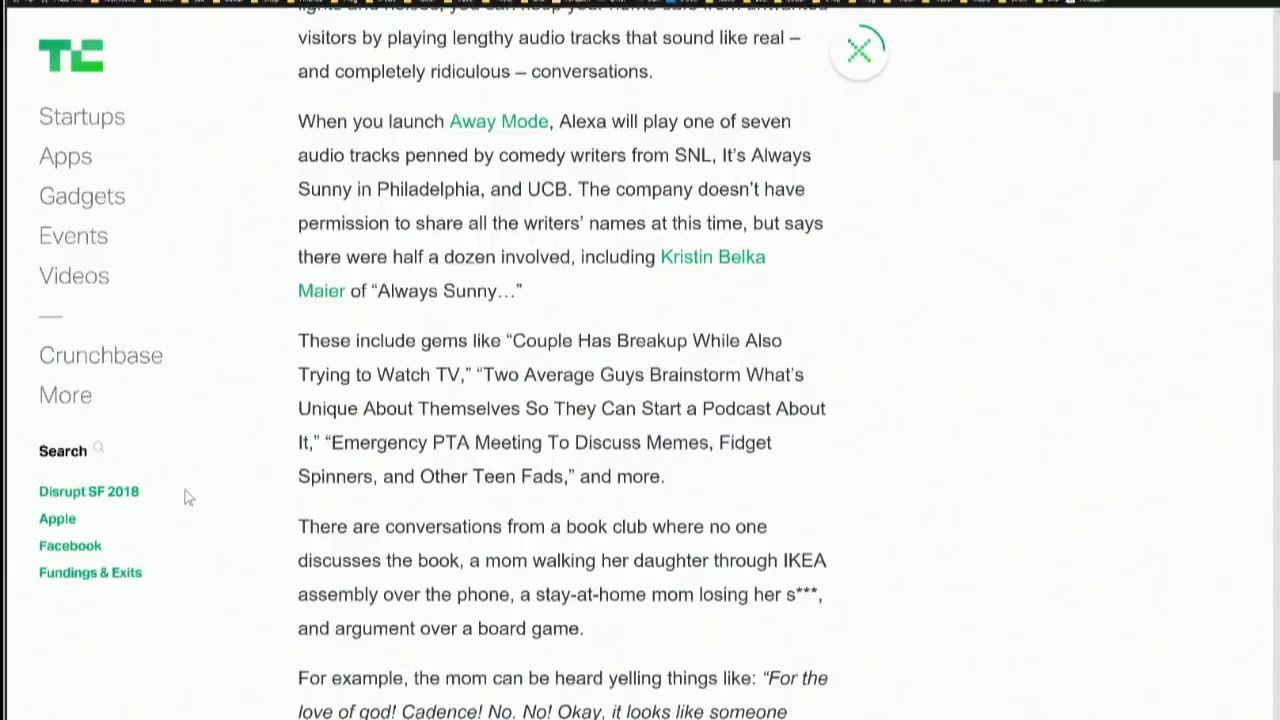 TC
Startups
Apps
Gadgets
Events
Videos
Crunchbase
More
Search
Disrupt SF 2018
Apple
Facebook
Fundings & Exits
visitors by playing lengthy audio tracks that sound like real –
and completely ridiculous – conversations.
When you launch Away Mode, Alexa will play one of seven
audio tracks penned by comedy writers from SNL, It’s Always
Sunny in Philadelphia, and UCB. The company doesn’t have
permission to share all the writers’ names at this time, but says
there were half a dozen involved, including Kristin Belka
Maier of “Always Sunny…”
These include gems like “Couple Has Breakup While Also
Trying to Watch TV,” “Two Average Guys Brainstorm What’s
Unique About Themselves So They Can Start a Podcast About
It,” “Emergency PTA Meeting To Discuss Memes, Fidget
Spinners, and Other Teen Fads,” and more.
There are conversations from a book club where no one
discusses the book, a mom walking her daughter through IKEA
assembly over the phone, a stay-at-home mom losing her s***,
and argument over a board game.
For example, the mom can be heard yelling things like: “For the
love of god! Cadence! No. No! Okay, it looks like someone